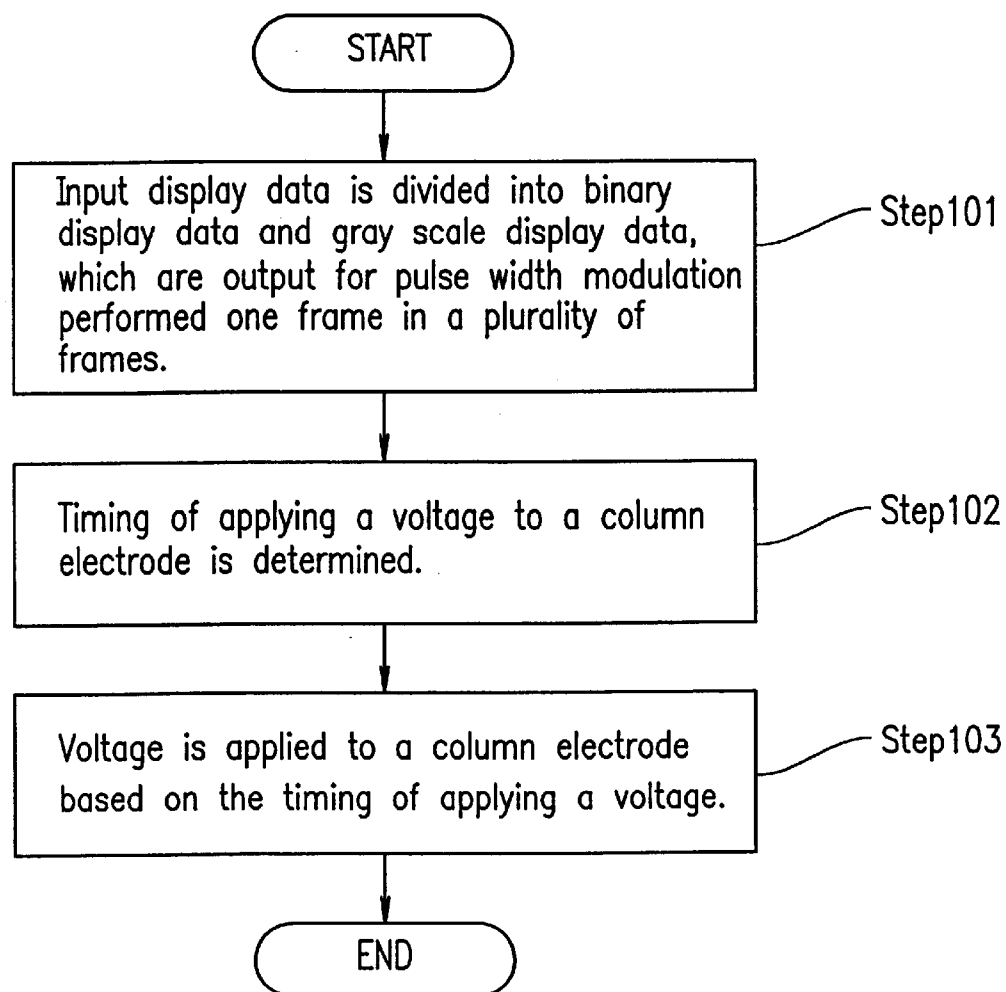 START
Input display data is divided into binary
display data and gray scale display data,
which are output for pulse width modulation
performed one frame in a plurality of
frames.
Step101
Timing of applying a voltage to a column
electrode is determined.
Step102
Voltage is applied to a column electrode
based on the timing of applying a voltage.
Step103
END